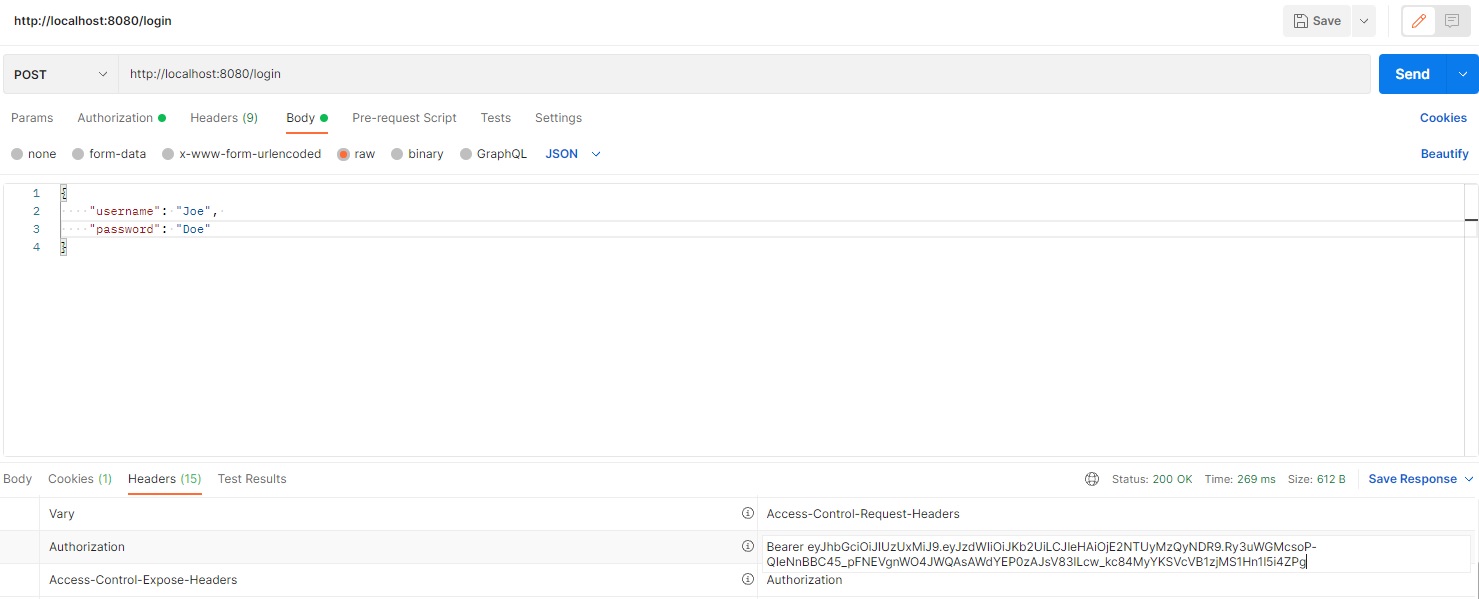 http://localhost:8080/login
Save
POST
http://localhost:8080/login
Send
Params
Authorization
Headers (9)
Body
Pre-request Script
Tests
Settings
Cookies
none
form-data
x-www-form-urlencoded
raw
binary
GraphQL
JSON
Beautify
1 {
2 "username": "Joe",
3 "password": "Doe"
4 }
Body
Cookies (1)
Headers (15)
Test Results
Status: 200 OK
Time: 269 ms
Size: 612 B
Save Response
Vary
Access-Control-Request-Headers
Authorization
Bearer eyJhbGciOiJIUzUxMiJ9.eyJzdWIiOiJKb2UiLCJleHAiOjE2NTUyMzQyNDR9.Ry3uWGMcsoP-
QIeNnBBC45_pFNEVgnWO4JWQAsAWdYEP0zAJsV83ILcw_kc84MyYKSVcVB1zjMS1Hn1I5i4ZPg
Access-Control-Expose-Headers
Authorization